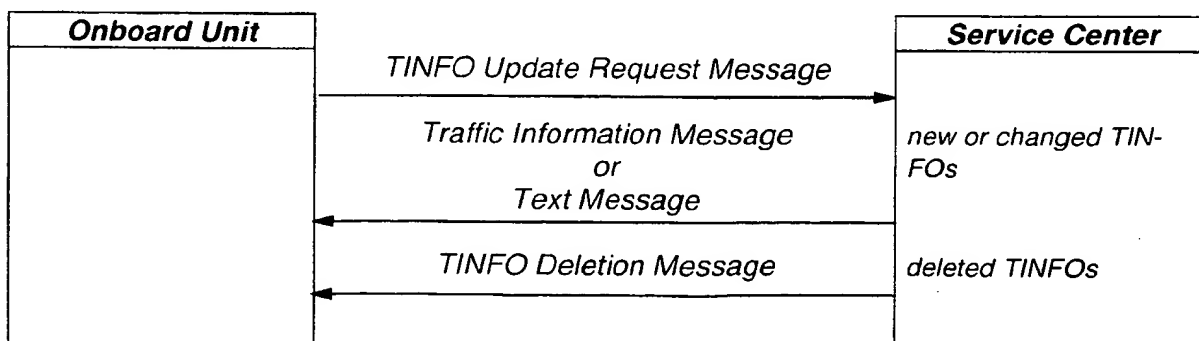 Onboard Unit
Service Center
TINFO Update Request Message
Traffic Information Message
or
Text Message
new or changed TIN-
FOs
TINFO Deletion Message
deleted TINFOs